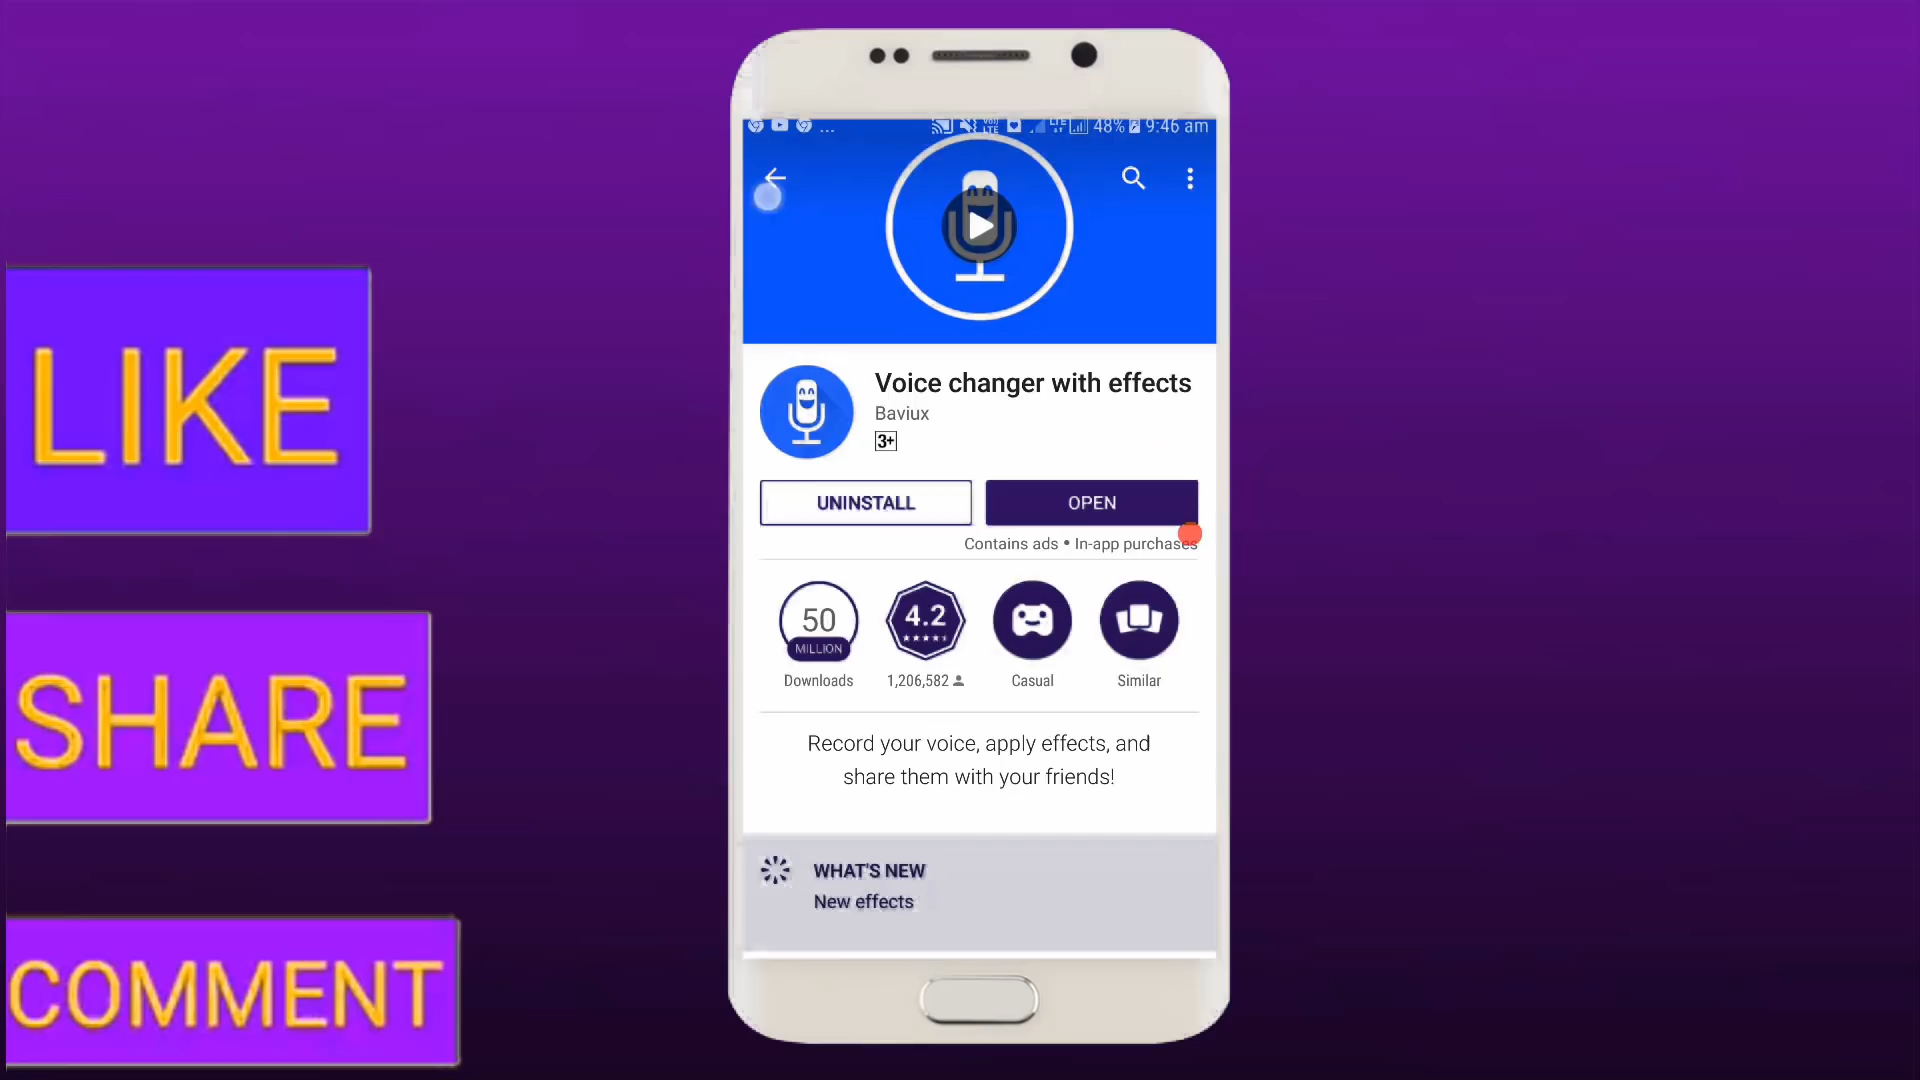 LIKE
SHARE
COMMENT
... LTE 48% 9:46 am
Voice changer with effects
Baviux
3+
UNINSTALL
OPEN
Contains ads • In-app purchases
50
MILLION
Downloads
4.2
1,206,582
Casual
Similar
Record your voice, apply effects, and
share them with your friends!
WHAT'S NEW
New effects